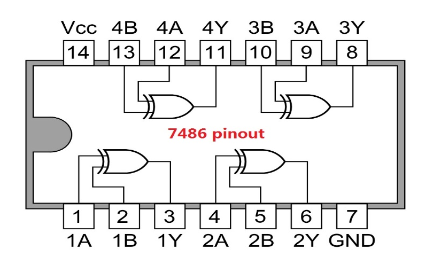 Vcc 4B 4A 4Y 3B 3A 3Y
14 13 12 11 10 9 8
7486 pinout
1 2 3 4 5 6 7
1A 1B 1Y 2A 2B 2Y GND